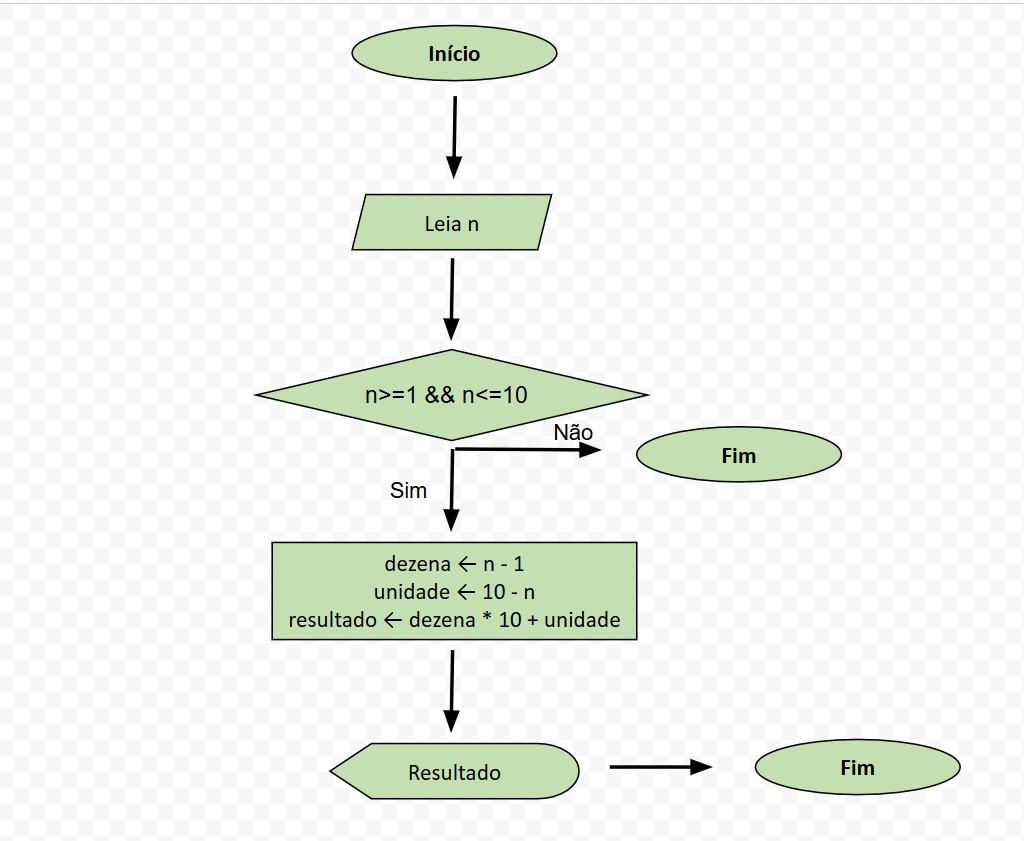 Início
Leia n
n>=1 && n<=10
Não
Fim
Sim
dezena ← n - 1
unidade ← 10 - n
resultado ← dezena * 10 + unidade
Resultado
Fim